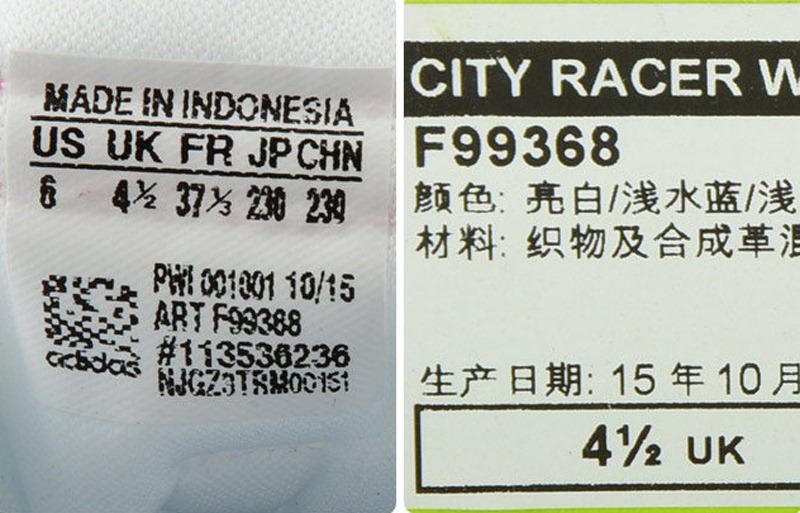 MADE IN INDONESIA
US UK FR JP CHN
6 4½ 37⅓ 230 230
PWI 001001 10/15
ART F99368
#113536236
adidas
CITY RACER W
F99368
颜色: 亮白/浅水蓝/浅
材料: 织物及合成革混
生产日期: 15 年 10 月
4½ UK